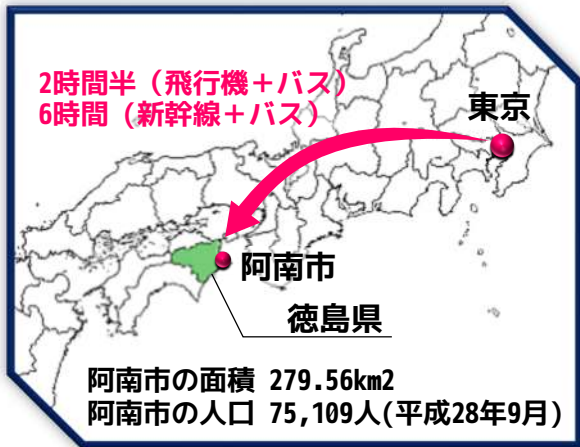 2時間半（飛行機＋バス）
6時間（新幹線＋バス）
東京
阿南市
徳島県
阿南市の面積 279.56km2
阿南市の人口 75,109人(平成28年9月)